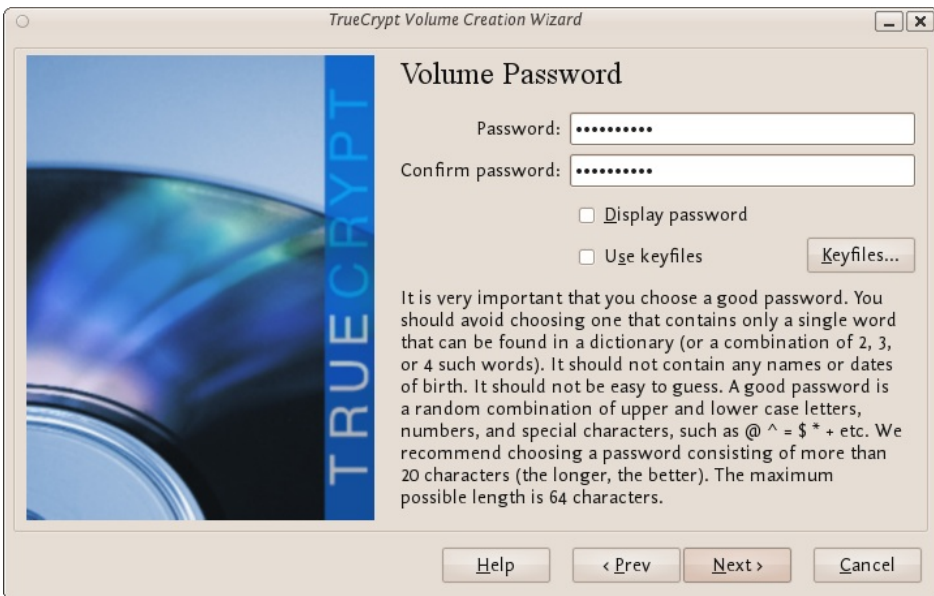 TrueCrypt Volume Creation Wizard
TRUECRYPT
Volume Password
Password: ••••••••••
Confirm password: ••••••••••
Display password
Use keyfiles
Keyfiles...
It is very important that you choose a good password. You
should avoid choosing one that contains only a single word
that can be found in a dictionary (or a combination of 2, 3,
or 4 such words). It should not contain any names or dates
of birth. It should not be easy to guess. A good password is
a random combination of upper and lower case letters,
numbers, and special characters, such as @ ^ = $ * + etc. We
recommend choosing a password consisting of more than
20 characters (the longer, the better). The maximum
possible length is 64 characters.
Help < Prev Next > Cancel